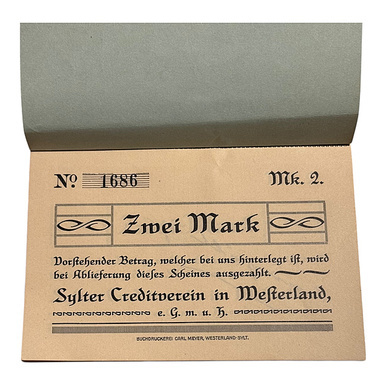 No 1686 Mk. 2.
Zwei Mark
Vorstehender Betrag, welcher bei uns hinterlegt ist, wird
bei Ablieferung dieses Scheines ausgezahlt.
Sylter Creditverein in Westerland,
e. G. m. u. H.
BUCHDRUCKEREI CARL MEYER, WESTERLAND-SYLT.